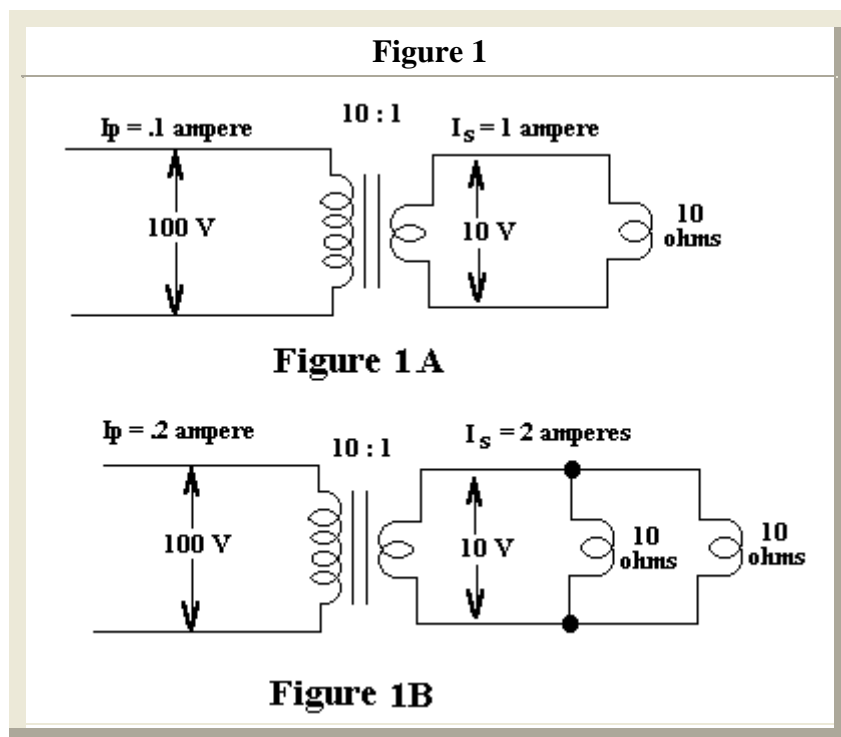 Figure 1
Ip = .1 ampere
10 : 1
Is = 1 ampere
100 V
10 V
10
ohms
Figure 1A
Ip = .2 ampere
10 : 1
Is = 2 amperes
100 V
10 V
10
ohms
10
ohms
Figure 1B